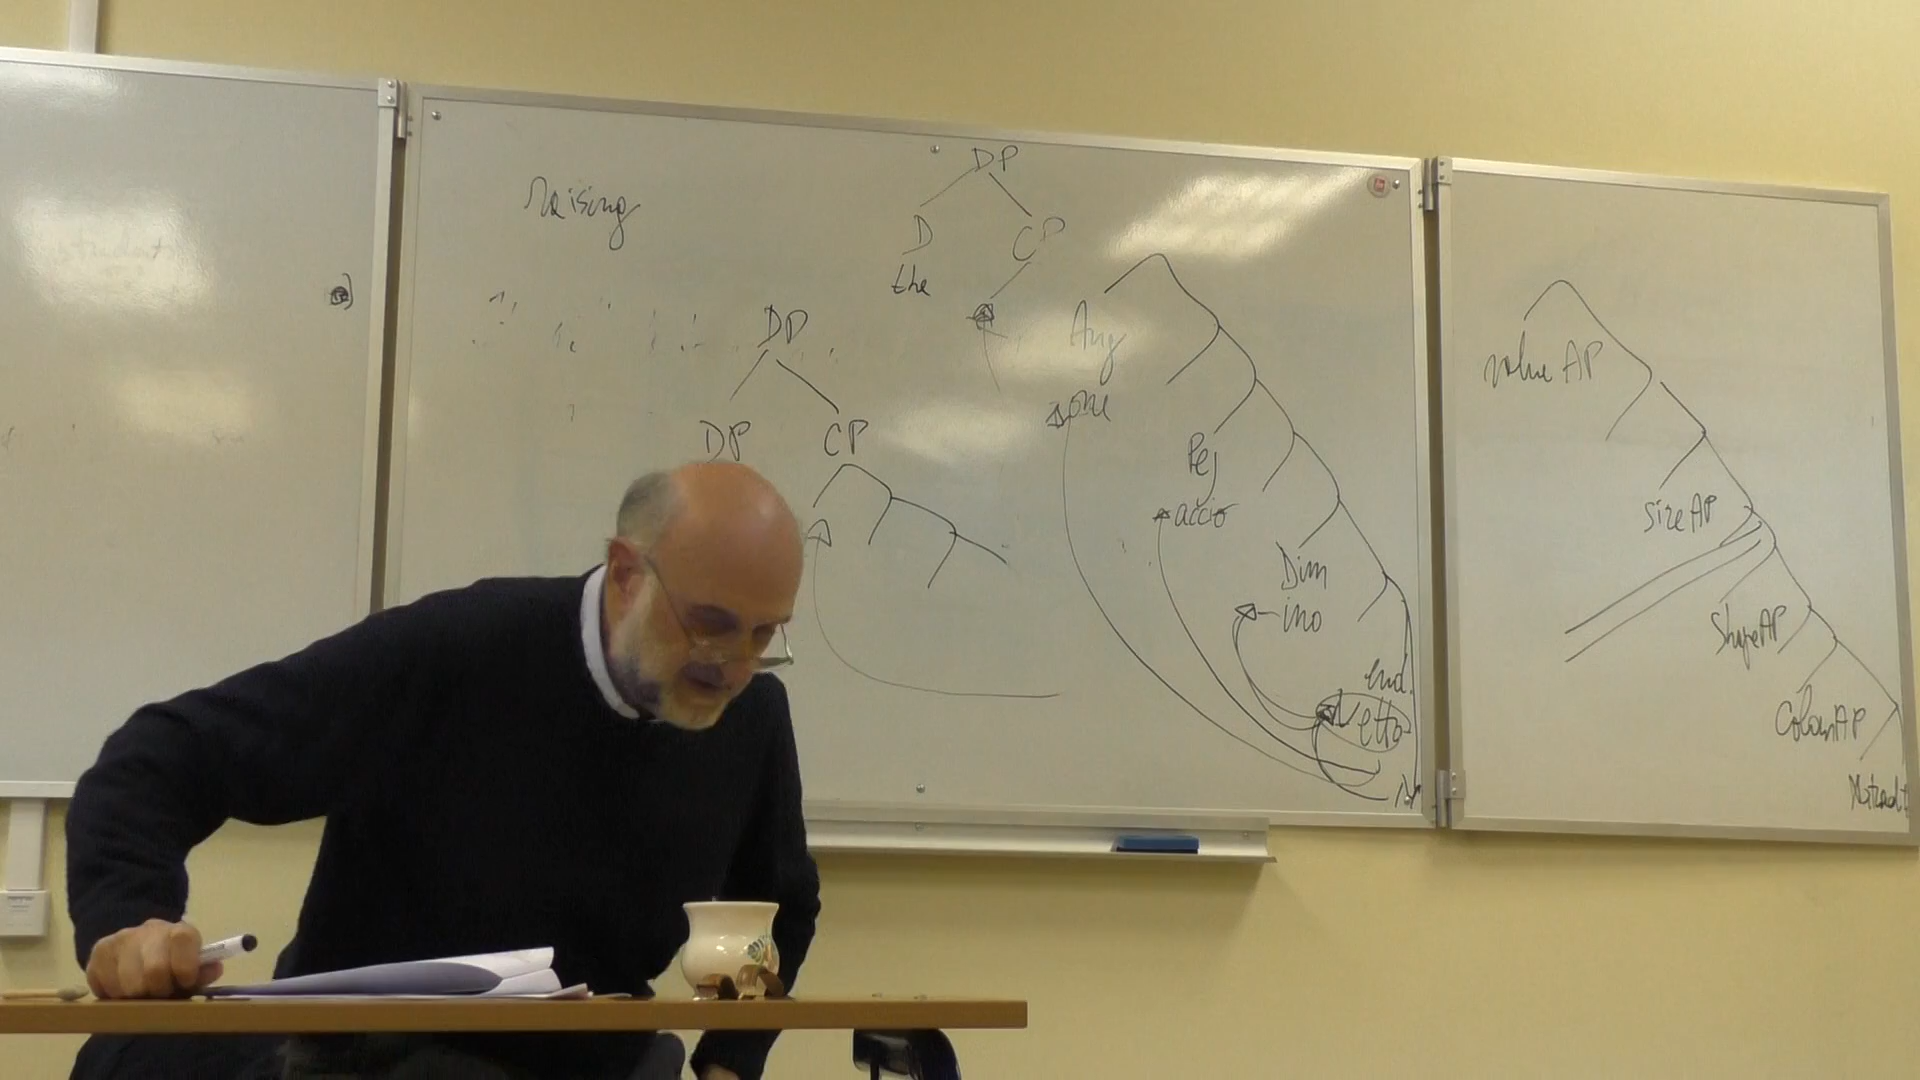 Raising
DP
D
CP
the
DP
DP
CP
Aug
one
Pej
accio
Dim
ino
end.
etto
N
value AP
size AP
Shape AP
Colour AP